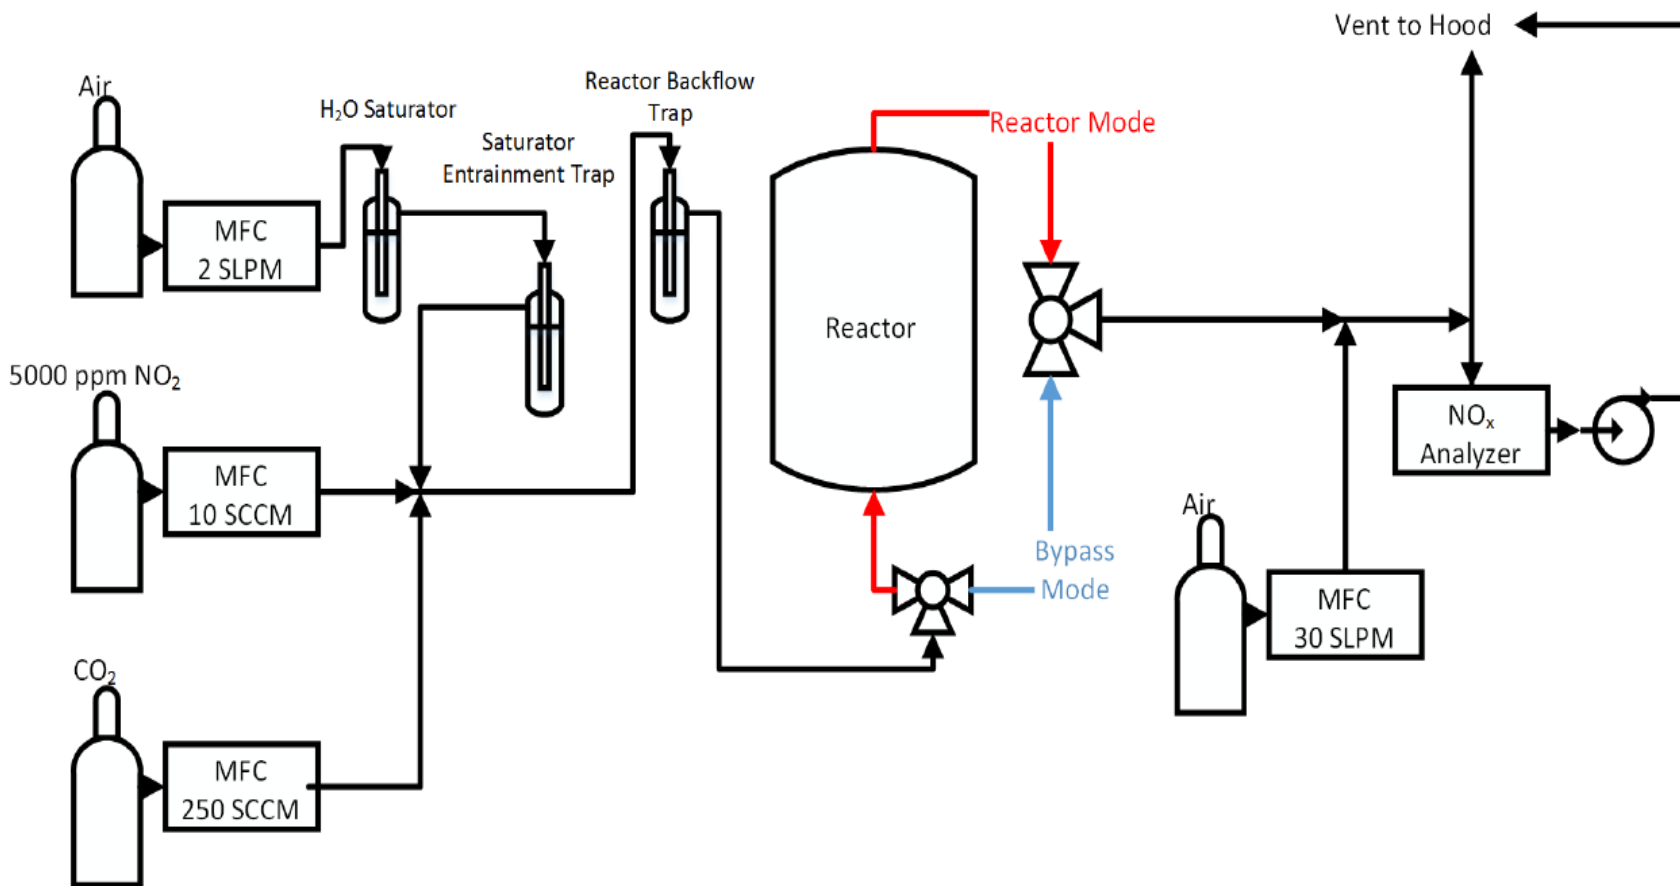 Vent to Hood
Air
H₂O Saturator
Reactor Backflow
Trap
Saturator
Entrainment Trap
Reactor Mode
MFC
2 SLPM
Reactor
5000 ppm NO₂
MFC
10 SCCM
NOₓ
Analyzer
Air
Bypass
Mode
MFC
30 SLPM
CO₂
MFC
250 SCCM